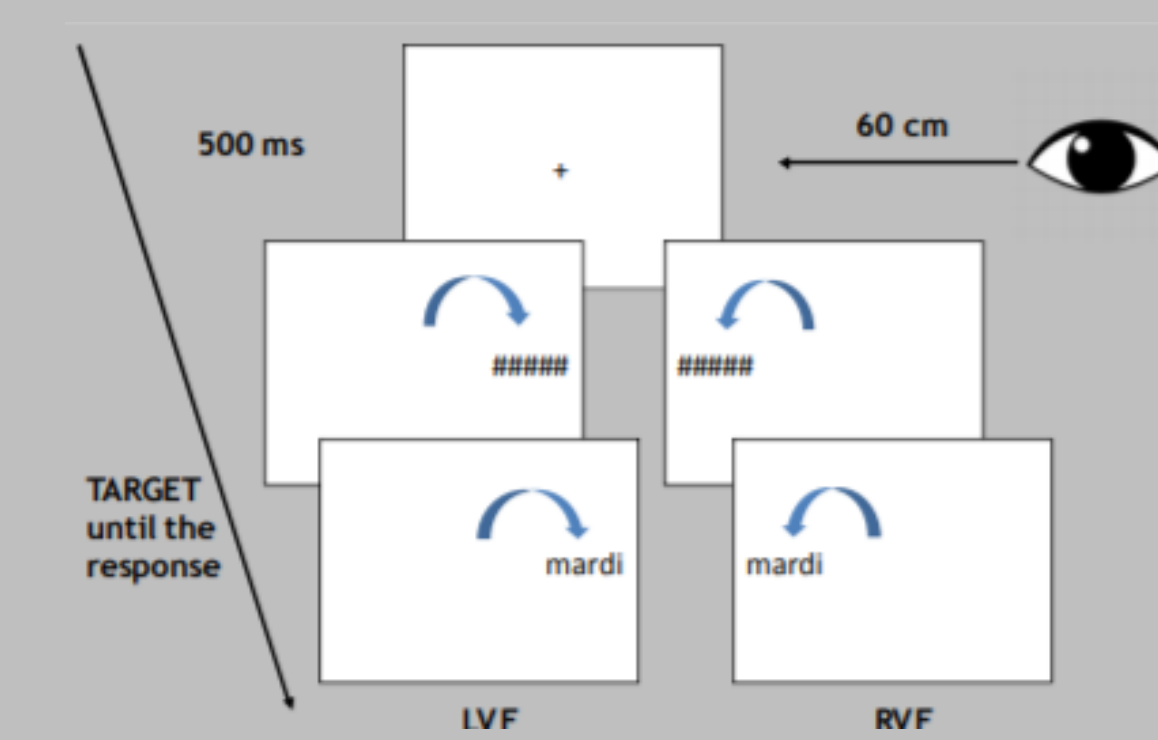 500 ms
60 cm
+
#####
#####
TARGET
until the
response
mardi
mardi
LVF
RVF